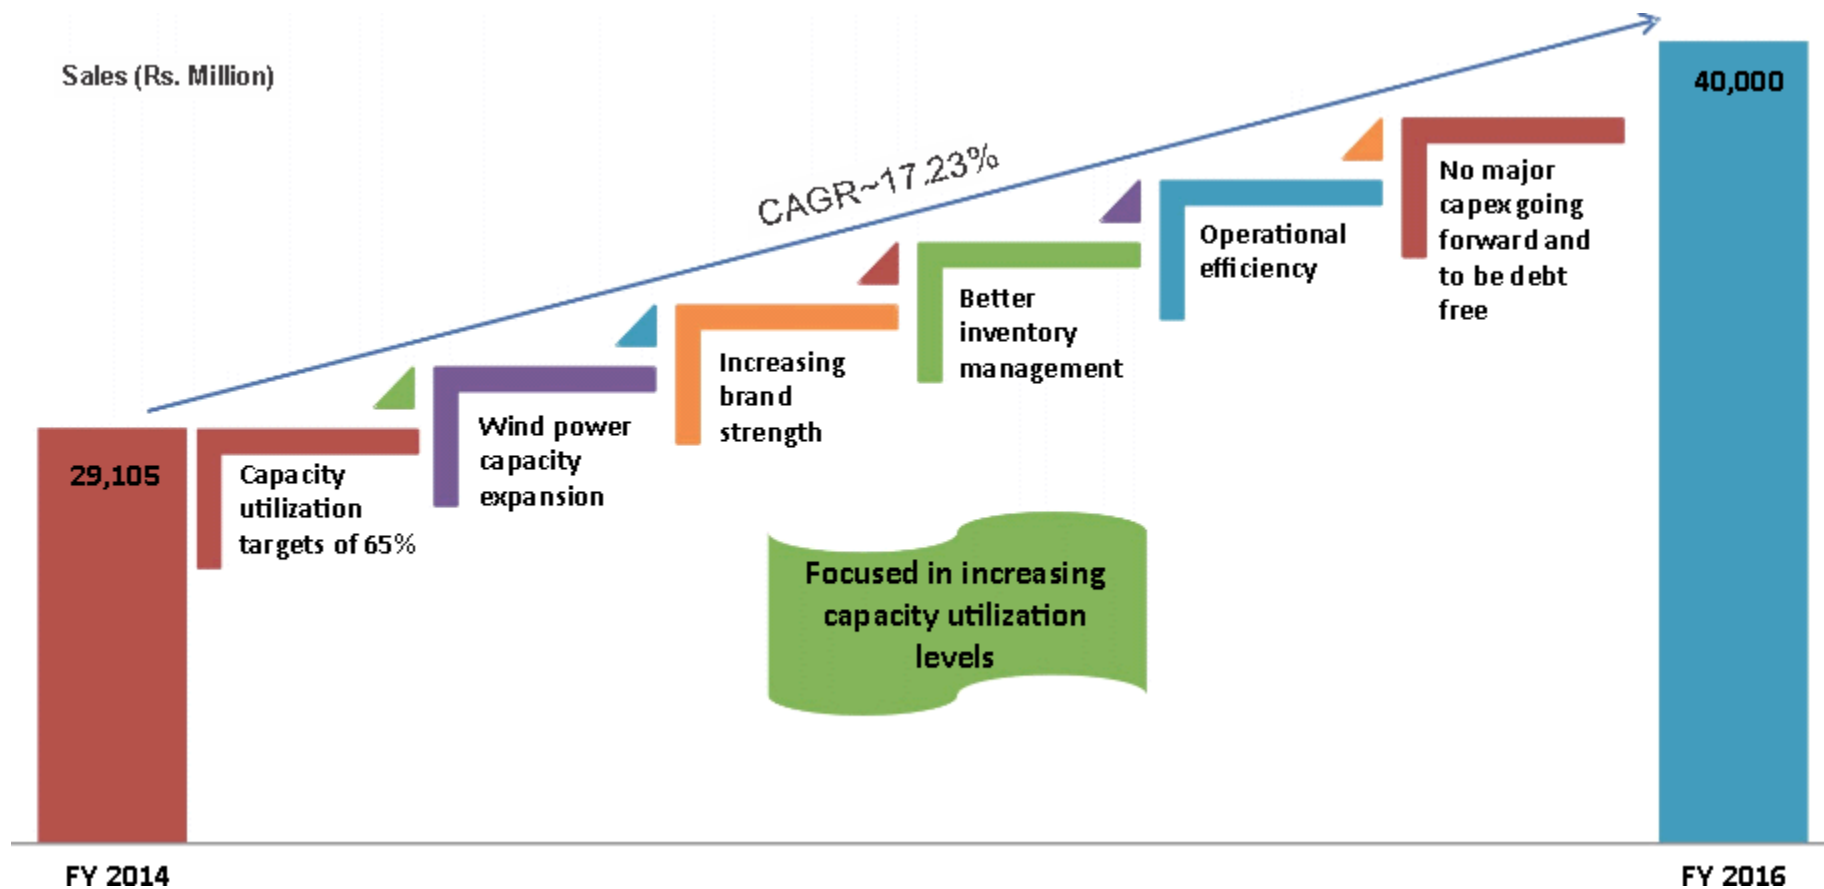 Sales (Rs. Million)
40,000
CAGR~17.23%
No major
capex going
forward and
to be debt
free
Operational
efficiency
Better
inventory
management
Increasing
brand
strength
Wind power
capacity
expansion
29,105
Capacity
utilization
targets of 65%
Focused in increasing
capacity utilization
levels
FY 2014
FY 2016